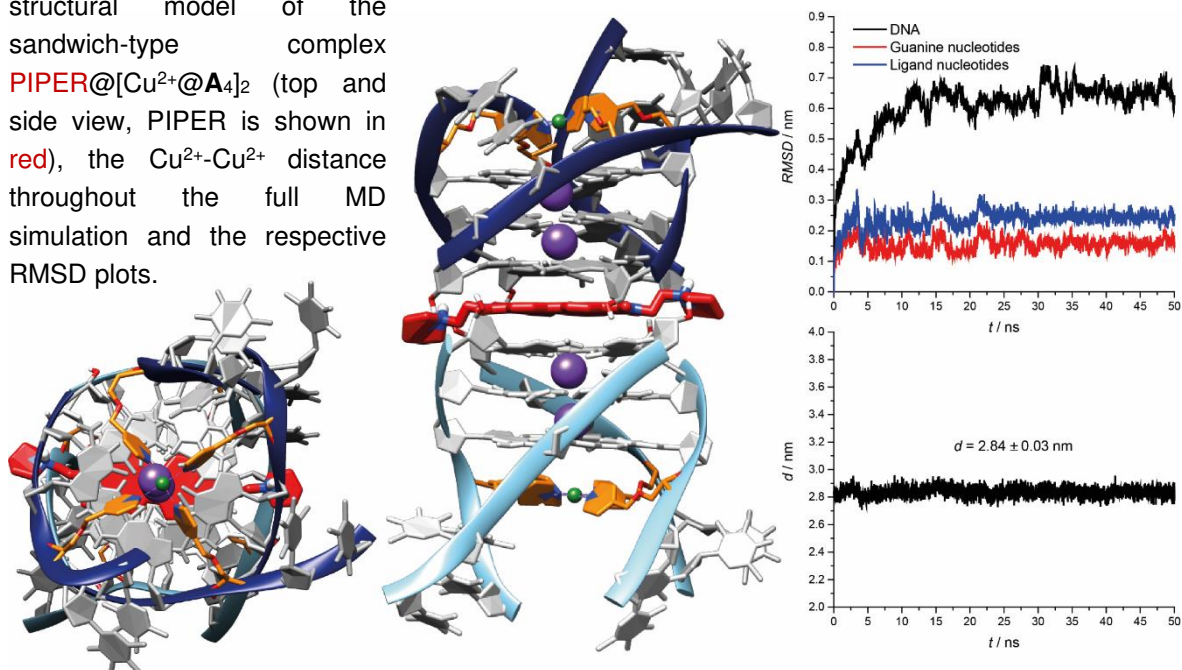 structural model of the
sandwich-type complex
PIPER@[Cu²⁺@A₄]₂ (top and
side view, PIPER is shown in
red), the Cu²⁺-Cu²⁺ distance
throughout the full MD
simulation and the respective
RMSD plots.
0.9
0.8
0.7
0.6
0.5
0.4
0.3
0.2
0.1
0.0
RMSD / nm
DNA
Guanine nucleotides
Ligand nucleotides
0 5 10 15 20 25 30 35 40 45 50
t / ns
4.0
3.8
3.6
3.4
3.2
3.0
2.8
2.6
2.4
2.2
2.0
d / nm
d = 2.84 ± 0.03 nm
0 5 10 15 20 25 30 35 40 45 50
t / ns